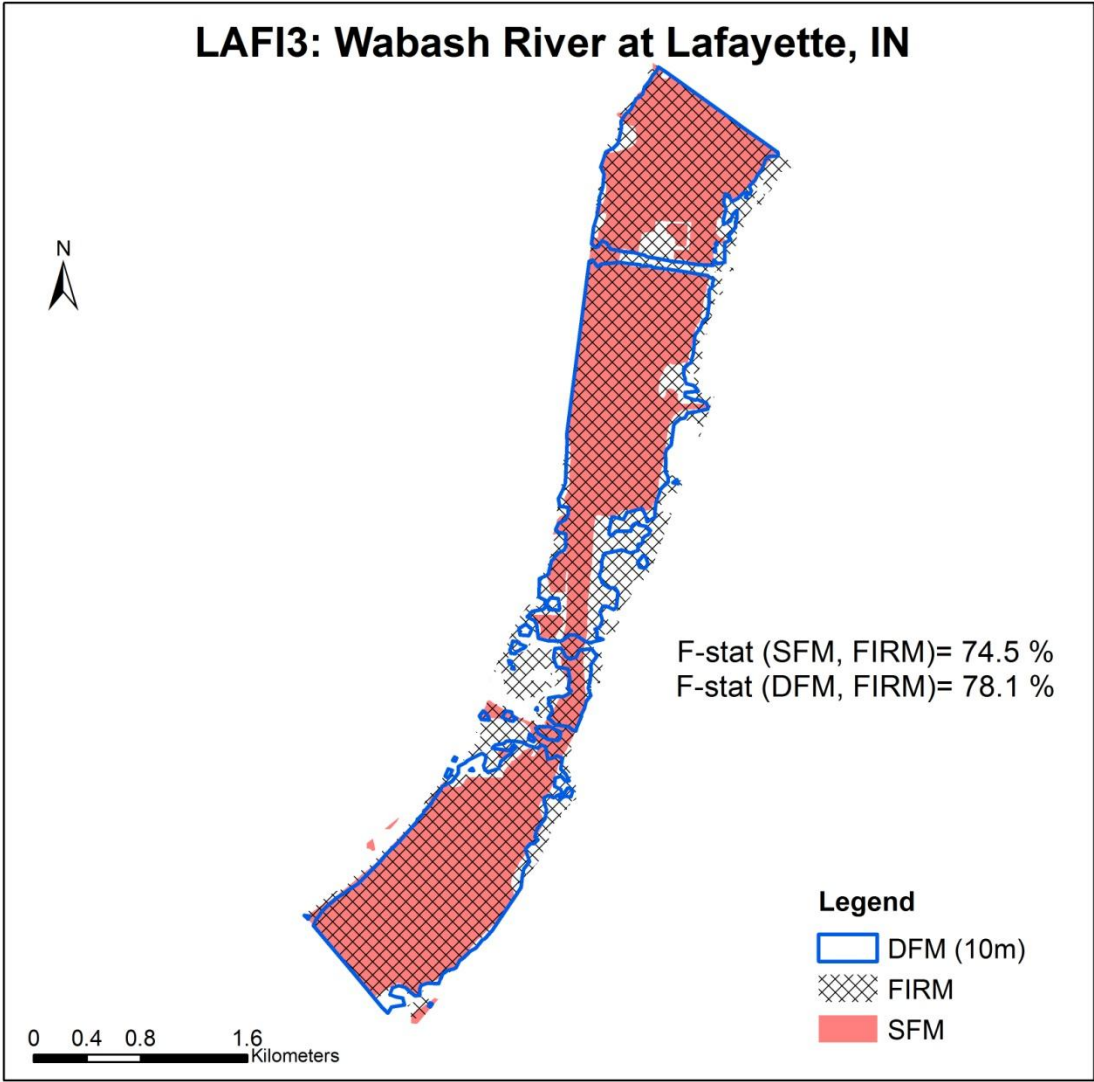 LAFI3: Wabash River at Lafayette, IN
N
F-stat (SFM, FIRM)= 74.5 %
F-stat (DFM, FIRM)= 78.1 %
Legend
DFM (10m)
FIRM
SFM
0 0.4 0.8 1.6
Kilometers